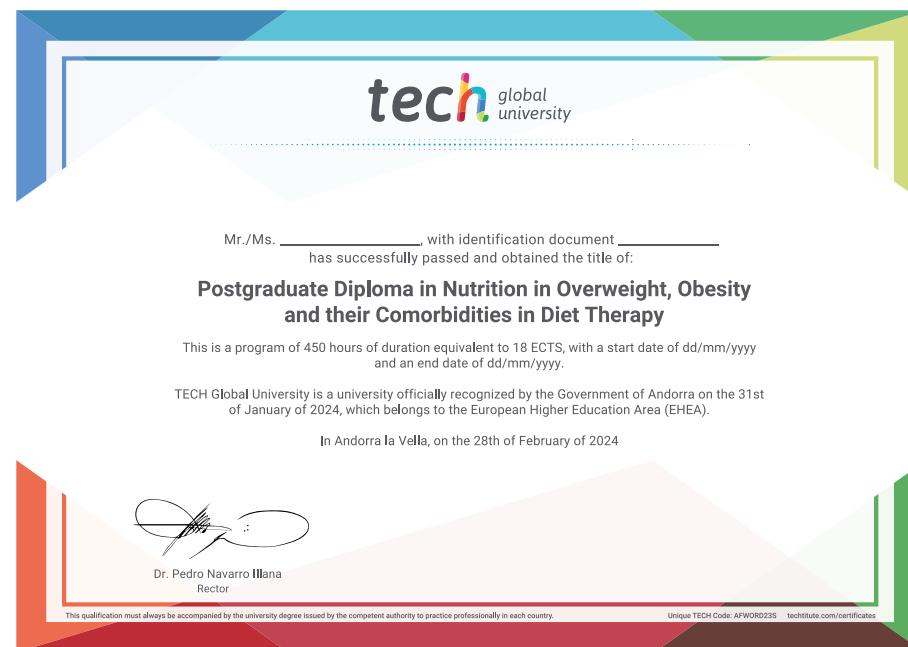 tech global
university
Mr./Ms. ____________, with identification document ____________
has successfully passed and obtained the title of:
Postgraduate Diploma in Nutrition in Overweight, Obesity
and their Comorbidities in Diet Therapy
This is a program of 450 hours of duration equivalent to 18 ECTS, with a start date of dd/mm/yyyy
and an end date of dd/mm/yyyy.
TECH Global University is a university officially recognized by the Government of Andorra on the 31st
of January of 2024, which belongs to the European Higher Education Area (EHEA).
In Andorra la Vella, on the 28th of February of 2024
Dr. Pedro Navarro Illana
Rector
This qualification must always be accompanied by the university degree issued by the competent authority to practice professionally in each country.
Unique TECH Code: AFWORD23S techtitute.com/certificates